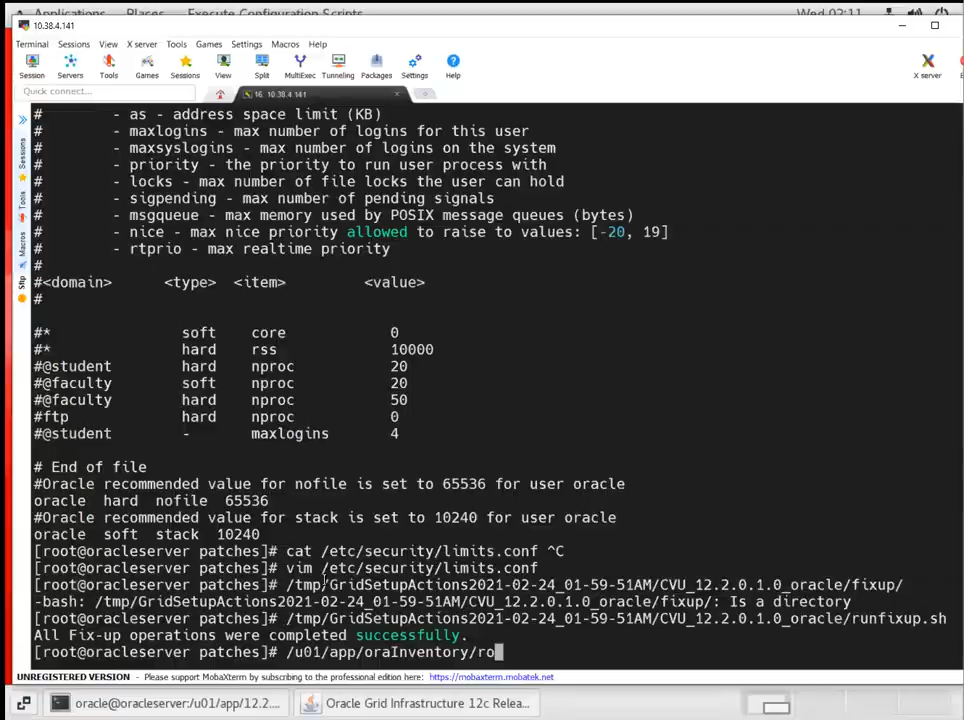 Applications Places Execute Configuration Scripts Wed 02:11
10.38.4.141
Terminal Sessions View X server Tools Games Settings Macros Help
Session Servers Tools Games Sessions View Split MultiExec Tunneling Packages Settings Help X server
Quick connect...
16. 10.38.4.141
Sessions
Tools
Macros
Sftp
# - as - address space limit (KB)
# - maxlogins - max number of logins for this user
# - maxsyslogins - max number of logins on the system
# - priority - the priority to run user process with
# - locks - max number of file locks the user can hold
# - sigpending - max number of pending signals
# - msgqueue - max memory used by POSIX message queues (bytes)
# - nice - max nice priority allowed to raise to values: [-20, 19]
# - rtprio - max realtime priority
#
#<domain> <type> <item> <value>
#
#* soft core 0
#* hard rss 10000
#@student hard nproc 20
#@faculty soft nproc 20
#@faculty hard nproc 50
#ftp hard nproc 0
#@student - maxlogins 4
# End of file
#Oracle recommended value for nofile is set to 65536 for user oracle
oracle hard nofile 65536
#Oracle recommended value for stack is set to 10240 for user oracle
oracle soft stack 10240
[root@oracleserver patches]# cat /etc/security/limits.conf ^C
[root@oracleserver patches]# vim /etc/security/limits.conf
[root@oracleserver patches]# /tmp/GridSetupActions2021-02-24_01-59-51AM/CVU_12.2.0.1.0_oracle/fixup/
-bash: /tmp/GridSetupActions2021-02-24_01-59-51AM/CVU_12.2.0.1.0_oracle/fixup/: Is a directory
[root@oracleserver patches]# /tmp/GridSetupActions2021-02-24_01-59-51AM/CVU_12.2.0.1.0_oracle/runfixup.sh
All Fix-up operations were completed successfully.
[root@oracleserver patches]# /u01/app/oraInventory/ro
UNREGISTERED VERSION - Please support MobaXterm by subscribing to the professional edition here: https://mobaxterm.mobatek.net
oracle@oracleserver:/u01/app/12.2.... Oracle Grid Infrastructure 12c Relea...